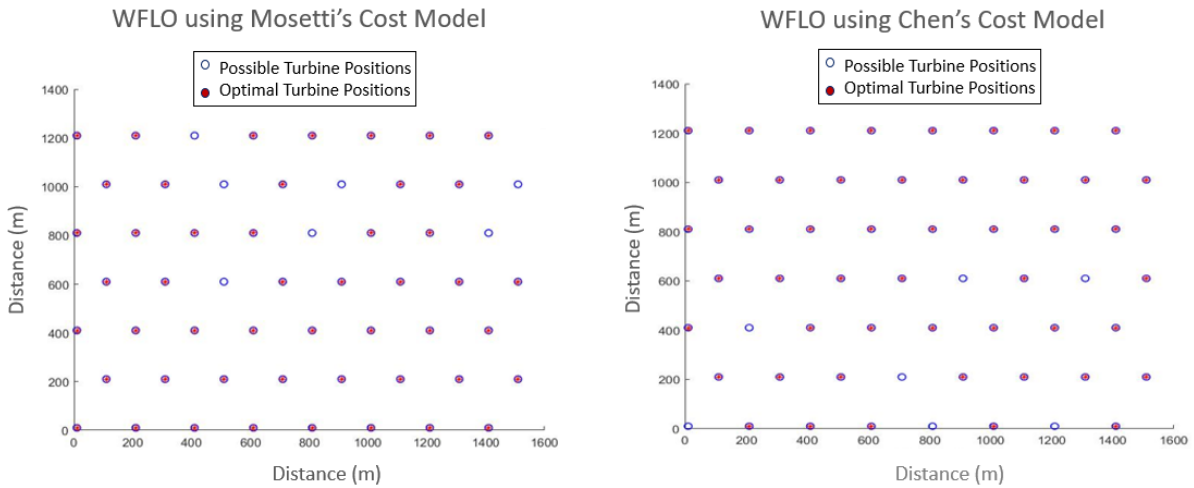 WFLO using Mosetti's Cost Model
Possible Turbine Positions
Optimal Turbine Positions
1400
1200
1000
800
600
400
200
0
0 200 400 600 800 1000 1200 1400 1600
Distance (m)
Distance (m)
WFLO using Chen's Cost Model
Possible Turbine Positions
Optimal Turbine Positions
1400
1200
1000
800
600
400
200
0
0 200 400 600 800 1000 1200 1400 1600
Distance (m)
Distance (m)